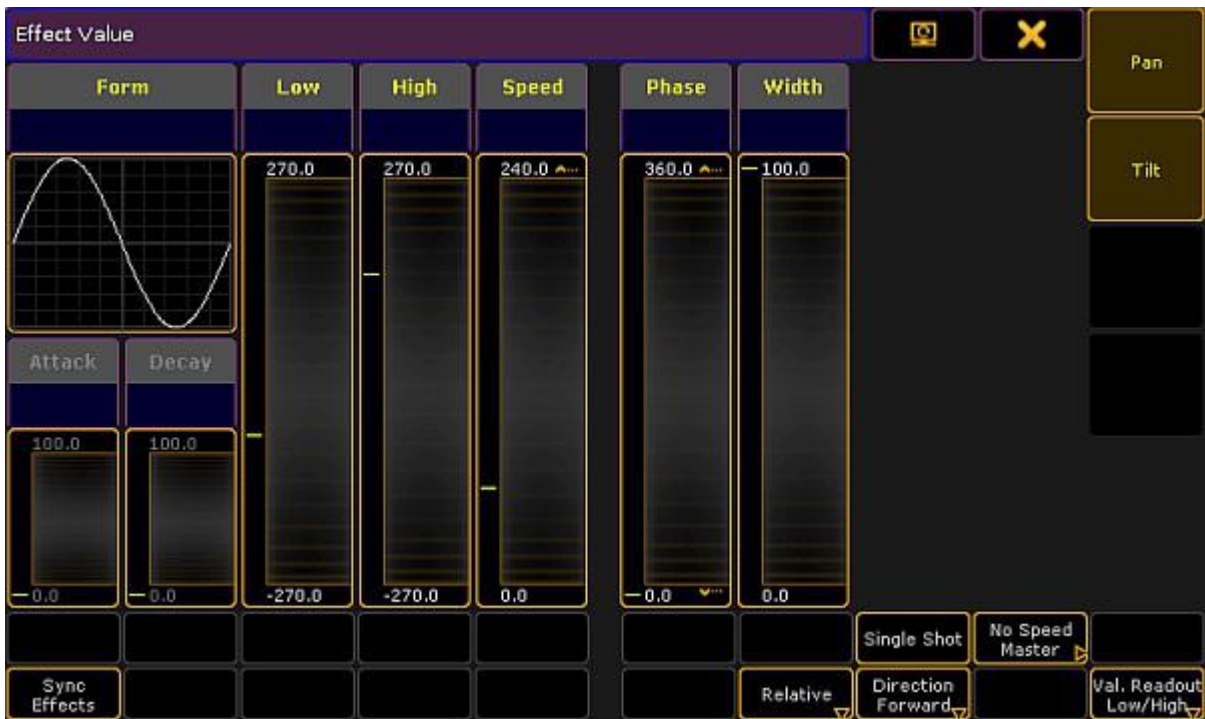 Effect Value
Pan
Form
Low
High
Speed
Phase
Width
270.0
270.0
240.0
360.0
100.0
Tilt
Attack
Decay
100.0
100.0
0.0
0.0
-270.0
-270.0
0.0
0.0
0.0
Single Shot
No Speed
Master
Sync
Effects
Relative
Direction
Forward
Val. Readout
Low/High